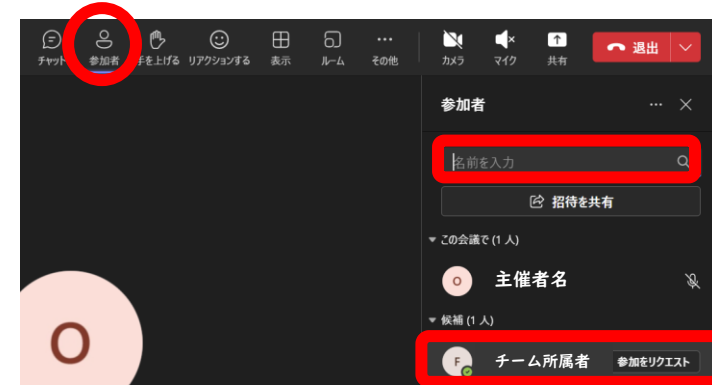 チャット 参加者 手を上げる リアクションする 表示 ルーム その他 カメラ マイク 共有 退出
参加者
名前を入力
招待を共有
この会議で (1 人)
O 主催者名
候補 (1 人)
F チーム所属者 参加をリクエスト
O